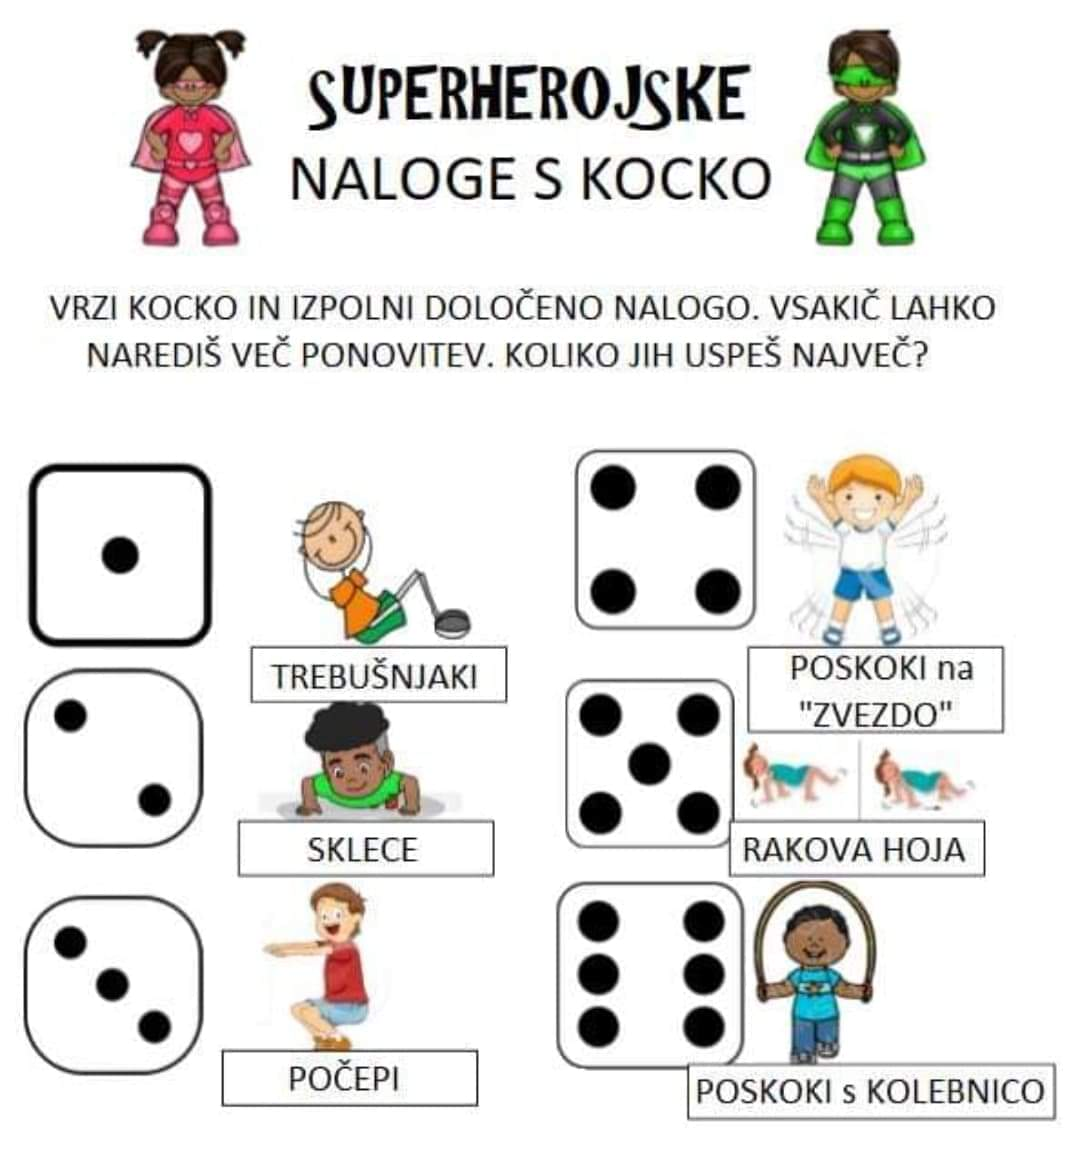 SUPERHEROJSKE
NALOGE S KOCKO
VRZI KOCKO IN IZPOLNI DOLOČENO NALOGO. VSAKIČ LAHKO
NAREDIŠ VEČ PONOVITEV. KOLIKO JIH USPEŠ NAJVEČ?
TREBUŠNJAKI
SKLECE
POČEPI
POSKOKI na
"ZVEZDO"
RAKOVA HOJA
POSKOKI s KOLEBNICO